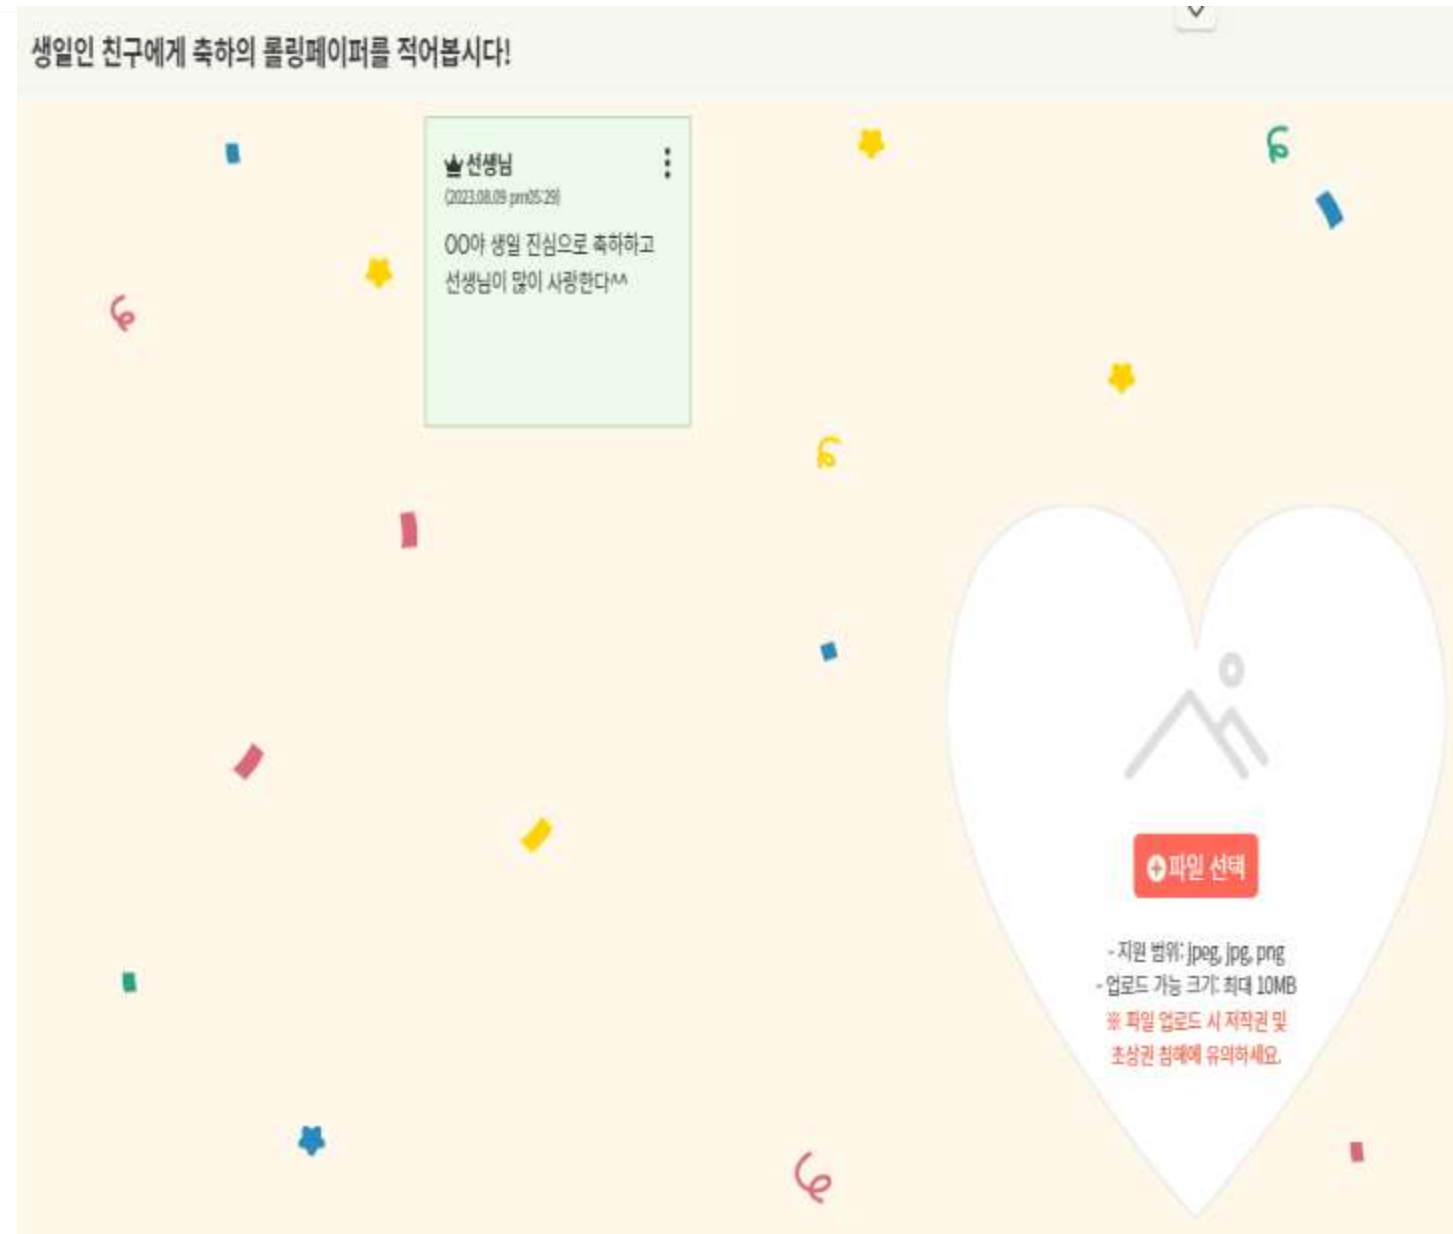 생일인 친구에게 축하의 롤링페이퍼를 적어봅시다!
선생님
(2023.08.09 pm05:29)
OO야 생일 진심으로 축하하고
선생님이 많이 사랑한다^^
파일 선택
- 지원 범위: jpeg, jpg, png
- 업로드 가능 크기: 최대 10MB
※ 파일 업로드 시 저작권 및
초상권 침해에 유의하세요.